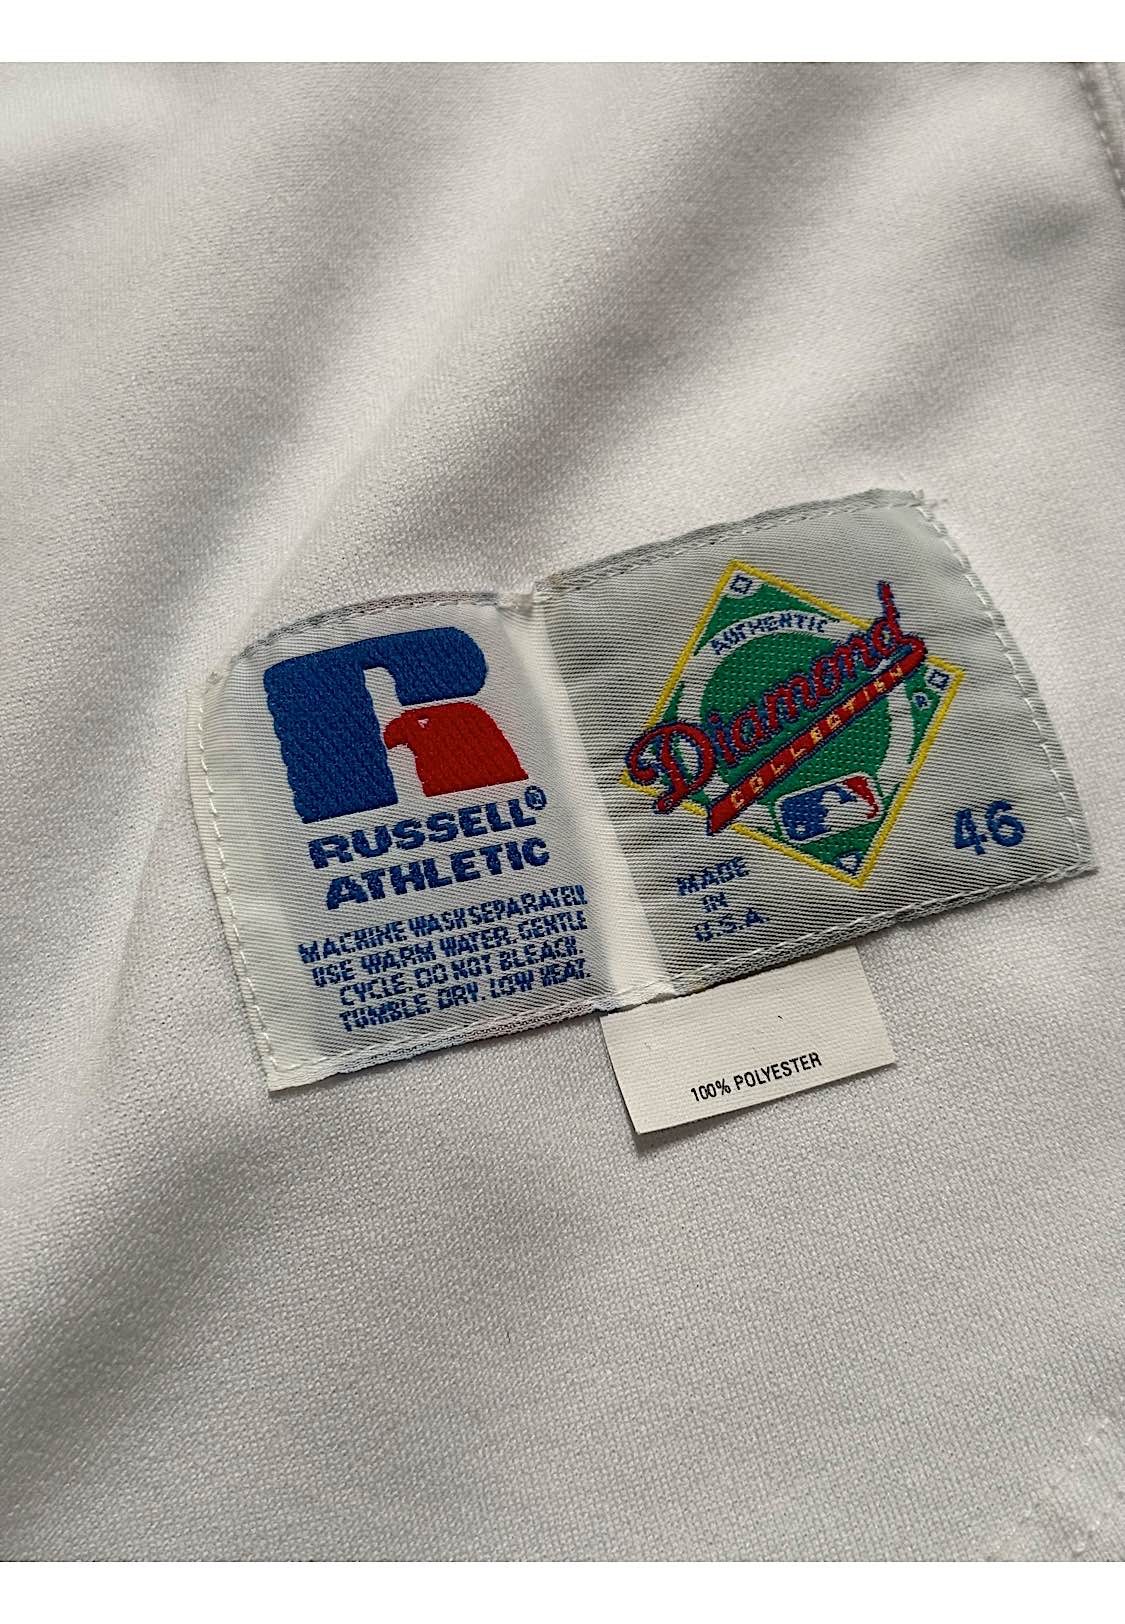 RUSSELL®
ATHLETIC
MACHINE WASH SEPARATELY
USE WARM WATER. GENTLE
CYCLE. DO NOT BLEACH.
TUMBLE DRY. LOW HEAT.
AUTHENTIC
Diamond
COLLECTION
®
MADE
IN
U.S.A.
46
100% POLYESTER